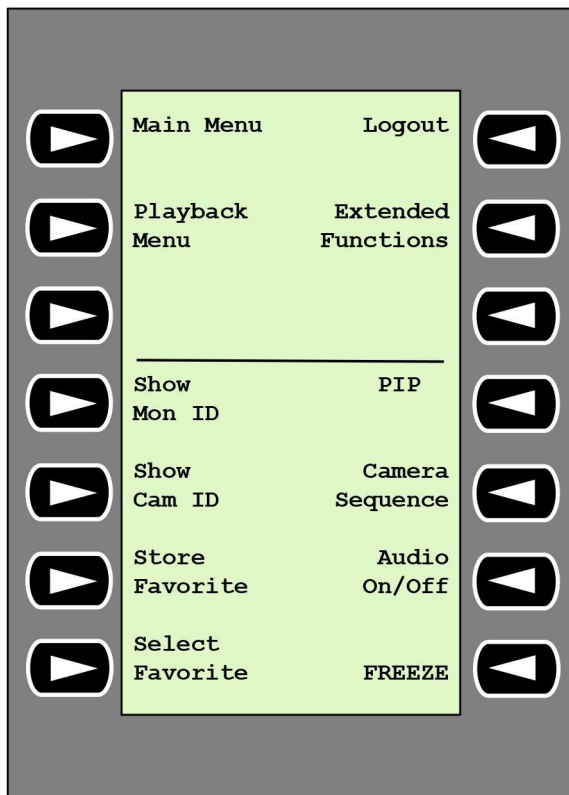 Main Menu Logout
Playback Extended
Menu Functions
Show PIP
Mon ID
Show Camera
Cam ID Sequence
Store Audio
Favorite On/Off
Select
Favorite FREEZE